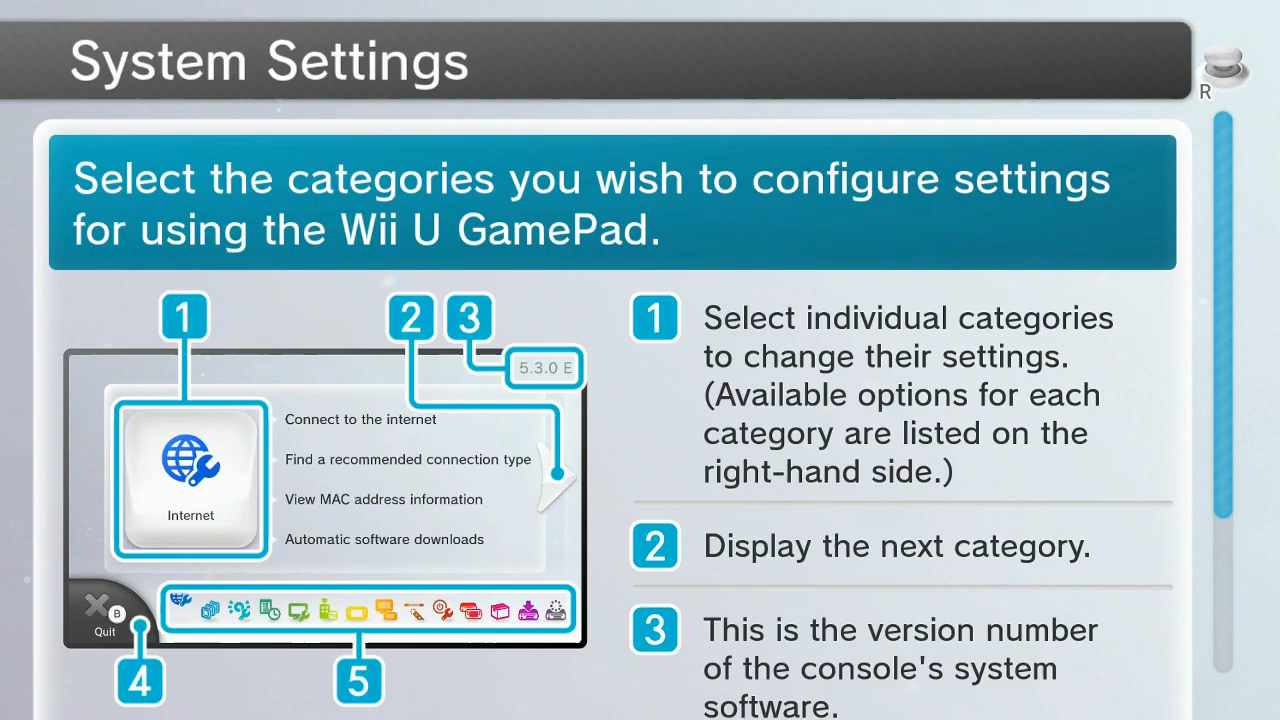 System Settings
R
Select the categories you wish to configure settings
for using the Wii U GamePad.
1
2
3
5.3.0 E
Connect to the internet
Find a recommended connection type
View MAC address information
Automatic software downloads
Internet
B
Quit
4
5
1
Select individual categories
to change their settings.
(Available options for each
category are listed on the
right-hand side.)
2
Display the next category.
3
This is the version number
of the console's system
software.